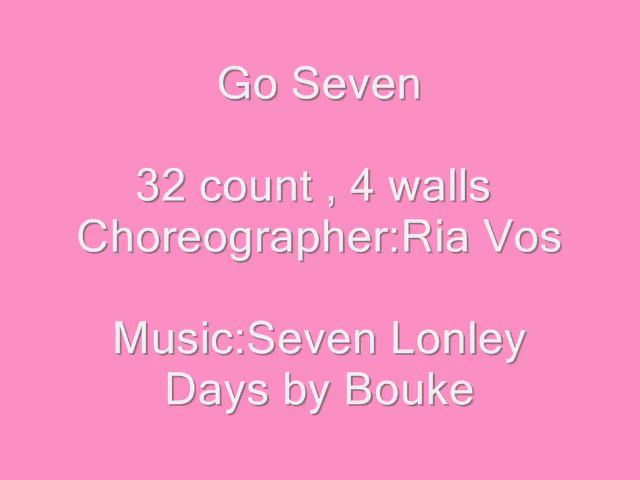 Go Seven
32 count , 4 walls
Choreographer:Ria Vos
Music:Seven Lonley
Days by Bouke